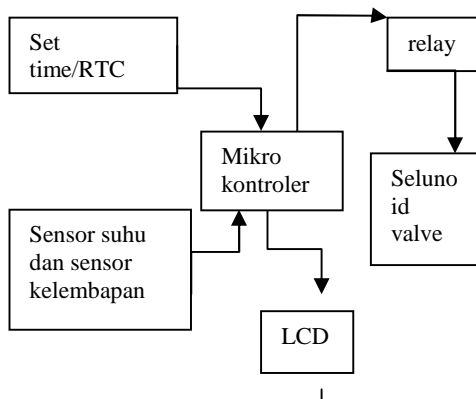 Set
time/RTC
relay
Mikro
kontroler
Seluno
id
valve
Sensor suhu
dan sensor
kelembapan
LCD